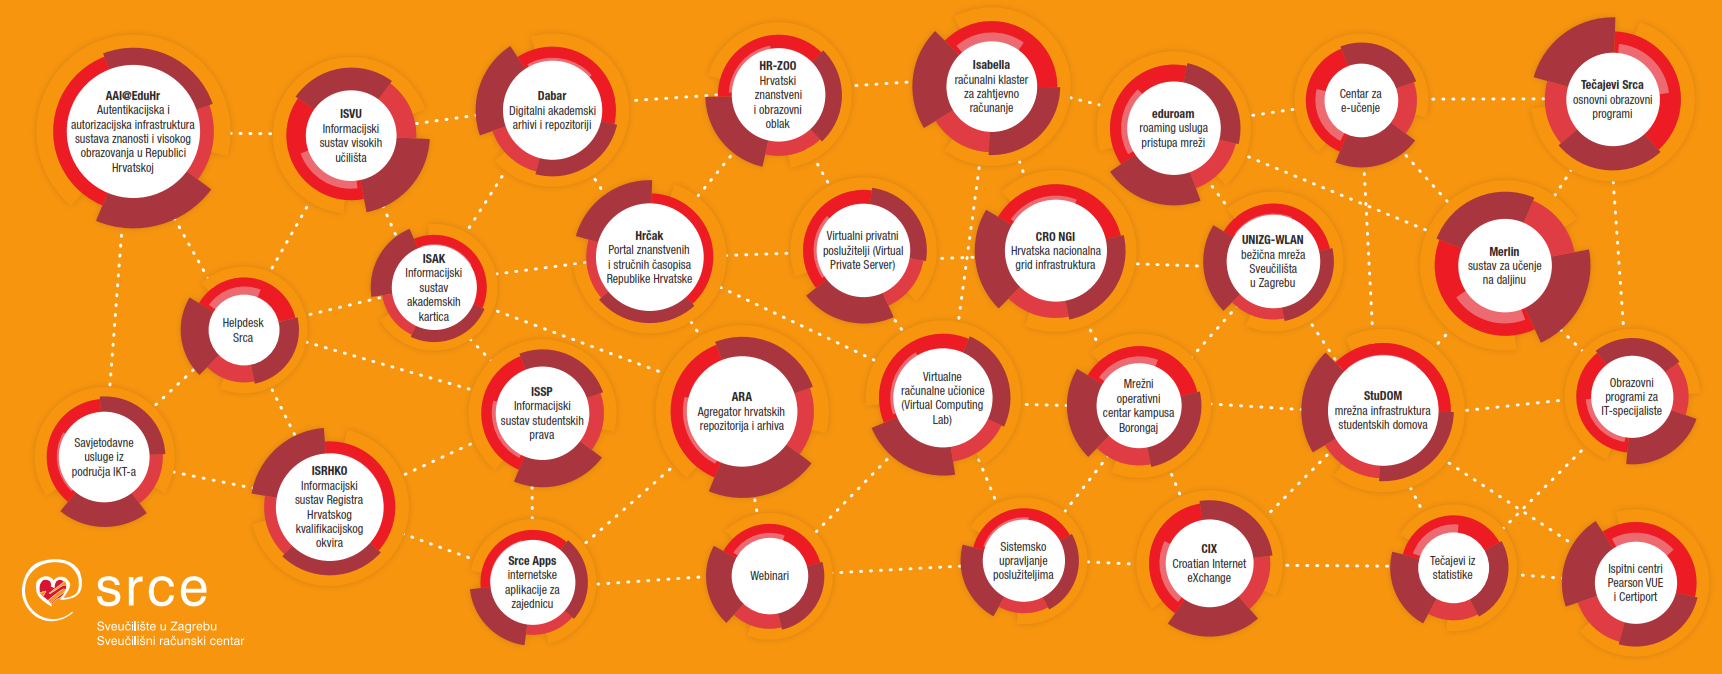 AAI@EduHr
Autentikacijska i
autorizacijska infrastruktura
sustava znanosti i visokog
obrazovanja u Republici
Hrvatskoj
ISVU
Informacijski
sustav visokih
učilišta
Dabar
Digitalni akademski
arhivi i repozitoriji
HR-ZOO
Hrvatski
znanstveni
i obrazovni
oblak
Isabella
računalni klaster
za zahtjevno
računanje
eduroam
roaming usluga
pristupa mreži
Centar za
e-učenje
Tečajevi Srca
osnovni obrazovni
programi
Helpdesk
Srca
ISAK
Informacijski
sustav
akademskih
kartica
Hrčak
Portal znanstvenih
i stručnih časopisa
Republike Hrvatske
Virtualni privatni
poslužitelji (Virtual
Private Server)
CRO NGI
Hrvatska nacionalna
grid infrastruktura
UNIZG-WLAN
bežična mreža
Sveučilišta
u Zagrebu
Merlin
sustav za učenje
na daljinu
Savjetodavne
usluge iz
područja IKT-a
ISRHKO
Informacijski
sustav Registra
Hrvatskog
kvalifikacijskog
okvira
ISSP
Informacijski
sustav studentskih
prava
ARA
Agregator hrvatskih
repozitorija i arhiva
Virtualne
računalne učionice
(Virtual Computing
Lab)
Mrežni
operativni
centar kampusa
Borongaj
StuDOM
mrežna infrastruktura
studentskih domova
Obrazovni
programi za
IT-specijaliste
Srce Apps
internetske
aplikacije za
zajednicu
Webinari
Sistemsko
upravljanje
poslužiteljima
CIX
Croatian Internet
eXchange
Tečajevi iz
statistike
Ispitni centri
Pearson VUE
i Certiport
srce
Sveučilište u Zagrebu
Sveučilišni računski centar